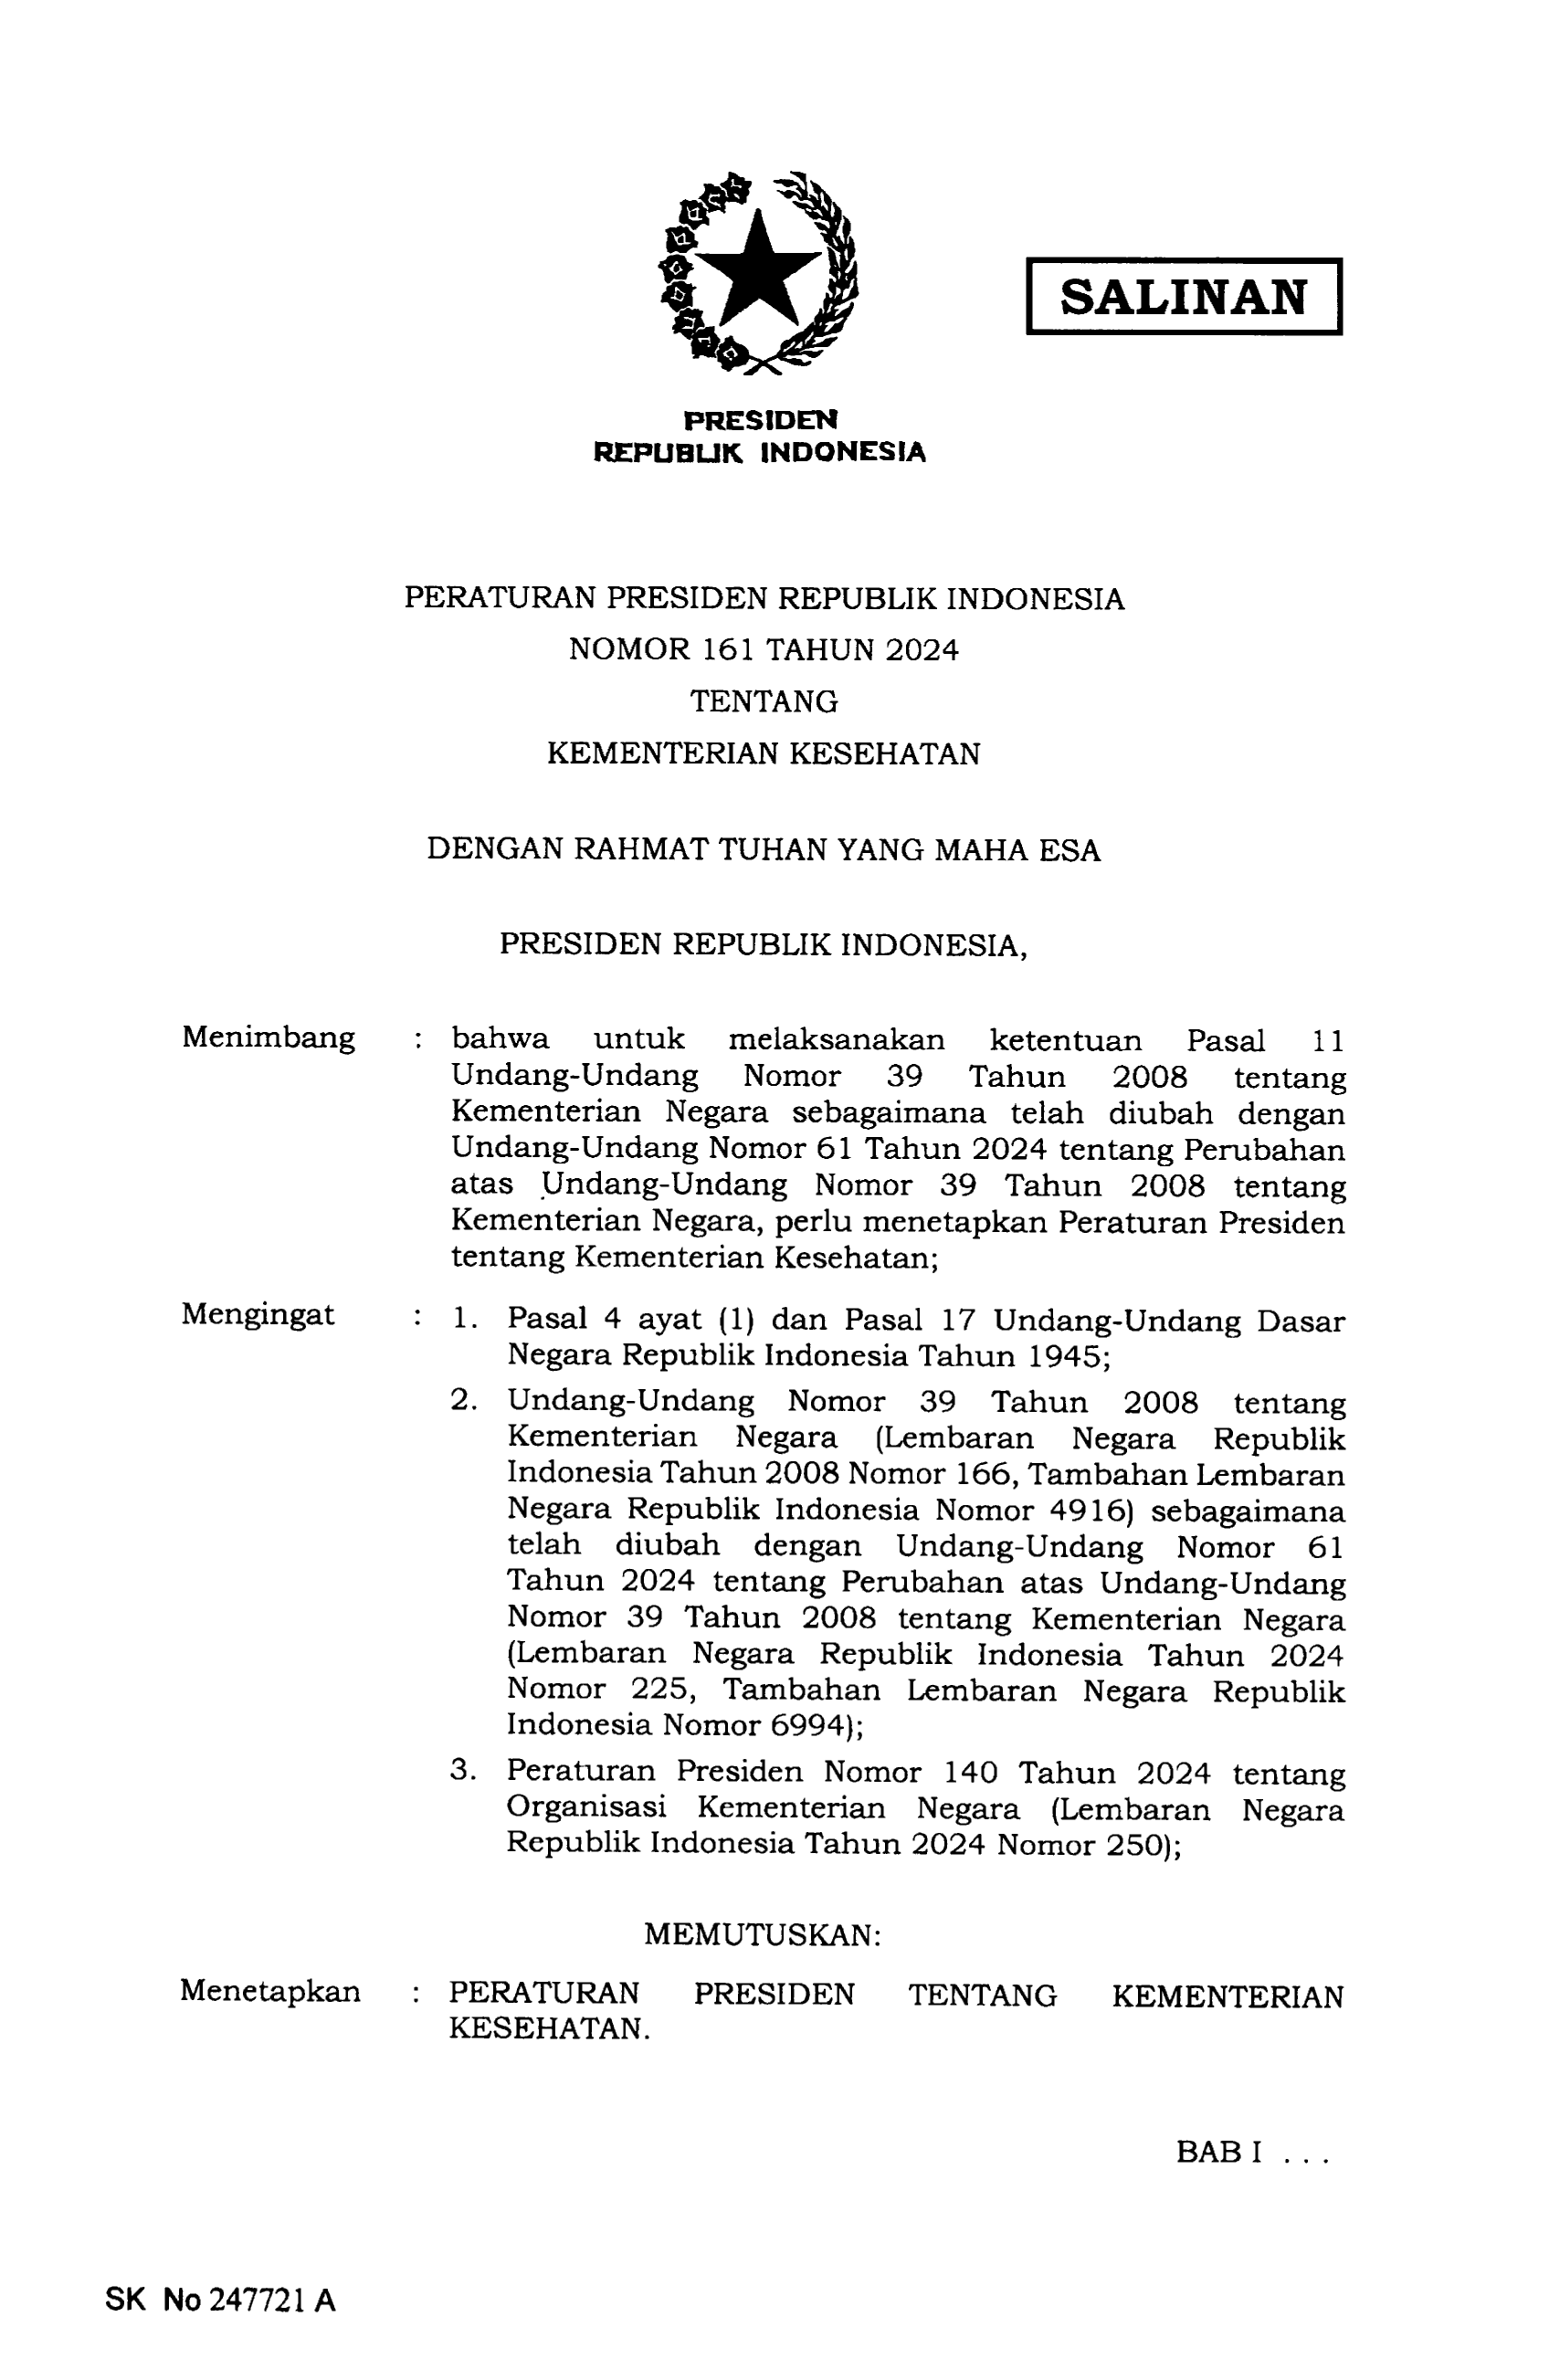 SALINAN
PRESIDEN
REPUBLIK INDONESIA
PERATURAN PRESIDEN REPUBLIK INDONESIA
NOMOR 161 TAHUN 2024
TENTANG
KEMENTERIAN KESEHATAN
DENGAN RAHMAT TUHAN YANG MAHA ESA
PRESIDEN REPUBLIK INDONESIA,
Menimbang : bahwa untuk melaksanakan ketentuan Pasal 11
Undang-Undang Nomor 39 Tahun 2008 tentang
Kementerian Negara sebagaimana telah diubah dengan
Undang-Undang Nomor 61 Tahun 2024 tentang Perubahan
atas Undang-Undang Nomor 39 Tahun 2008 tentang
Kementerian Negara, perlu menetapkan Peraturan Presiden
tentang Kementerian Kesehatan;
Mengingat : 1. Pasal 4 ayat (1) dan Pasal 17 Undang-Undang Dasar
Negara Republik Indonesia Tahun 1945;
2. Undang-Undang Nomor 39 Tahun 2008 tentang
Kementerian Negara (Lembaran Negara Republik
Indonesia Tahun 2008 Nomor 166, Tambahan Lembaran
Negara Republik Indonesia Nomor 4916) sebagaimana
telah diubah dengan Undang-Undang Nomor 61
Tahun 2024 tentang Perubahan atas Undang-Undang
Nomor 39 Tahun 2008 tentang Kementerian Negara
(Lembaran Negara Republik Indonesia Tahun 2024
Nomor 225, Tambahan Lembaran Negara Republik
Indonesia Nomor 6994);
3. Peraturan Presiden Nomor 140 Tahun 2024 tentang
Organisasi Kementerian Negara (Lembaran Negara
Republik Indonesia Tahun 2024 Nomor 250);
MEMUTUSKAN:
Menetapkan : PERATURAN PRESIDEN TENTANG KEMENTERIAN
KESEHATAN.
BAB I . . .
SK No 247721 A